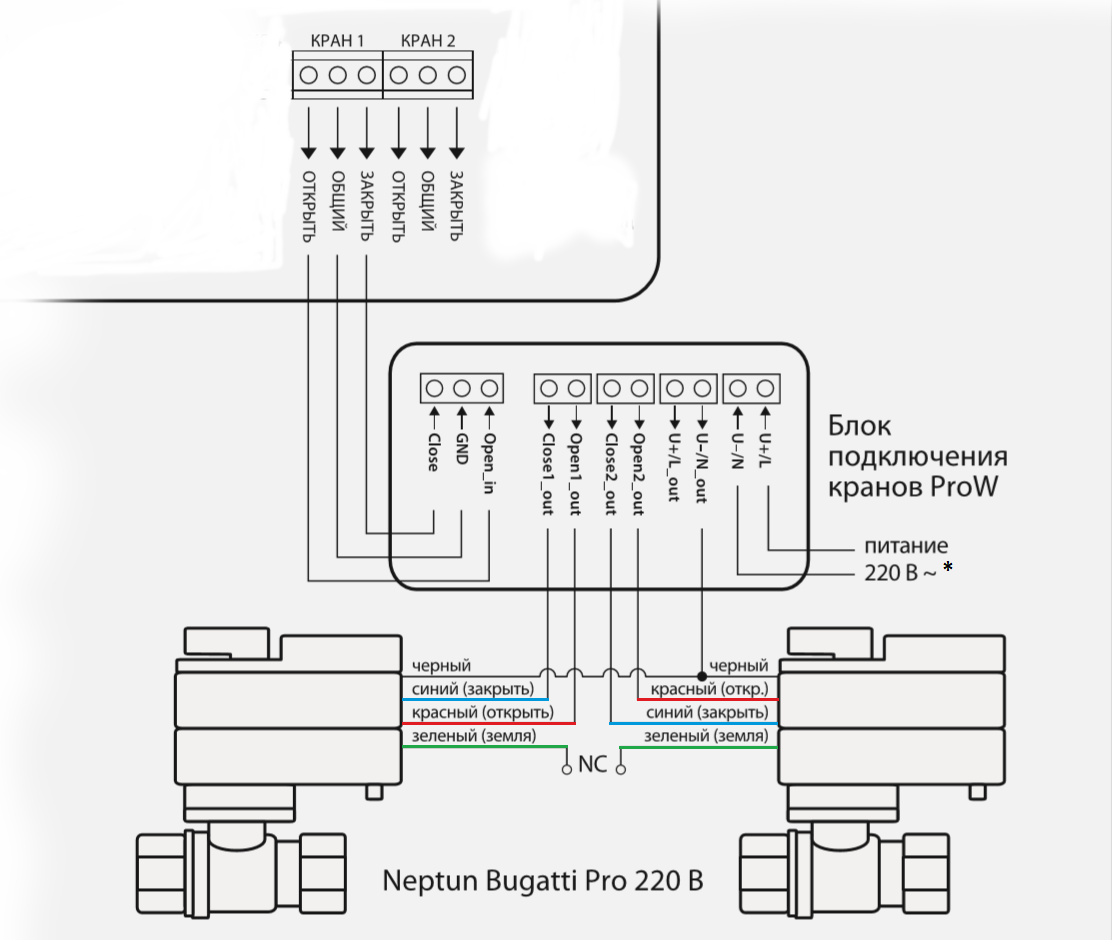 КРАН 1 КРАН 2
ОТКРЫТЬ ОБЩИЙ ЗАКРЫТЬ ОТКРЫТЬ ОБЩИЙ ЗАКРЫТЬ
Close GND Open_in Close1_out Open1_out Close2_out Open2_out U+/L_out U-/N_out U-/N U+/L
Блок
подключения
кранов ProW
питание
220 В ~ *
черный черный
синий (закрыть) красный (откр.)
красный (открыть) синий (закрыть)
зеленый (земля) зеленый (земля)
NC
Neptun Bugatti Pro 220 В